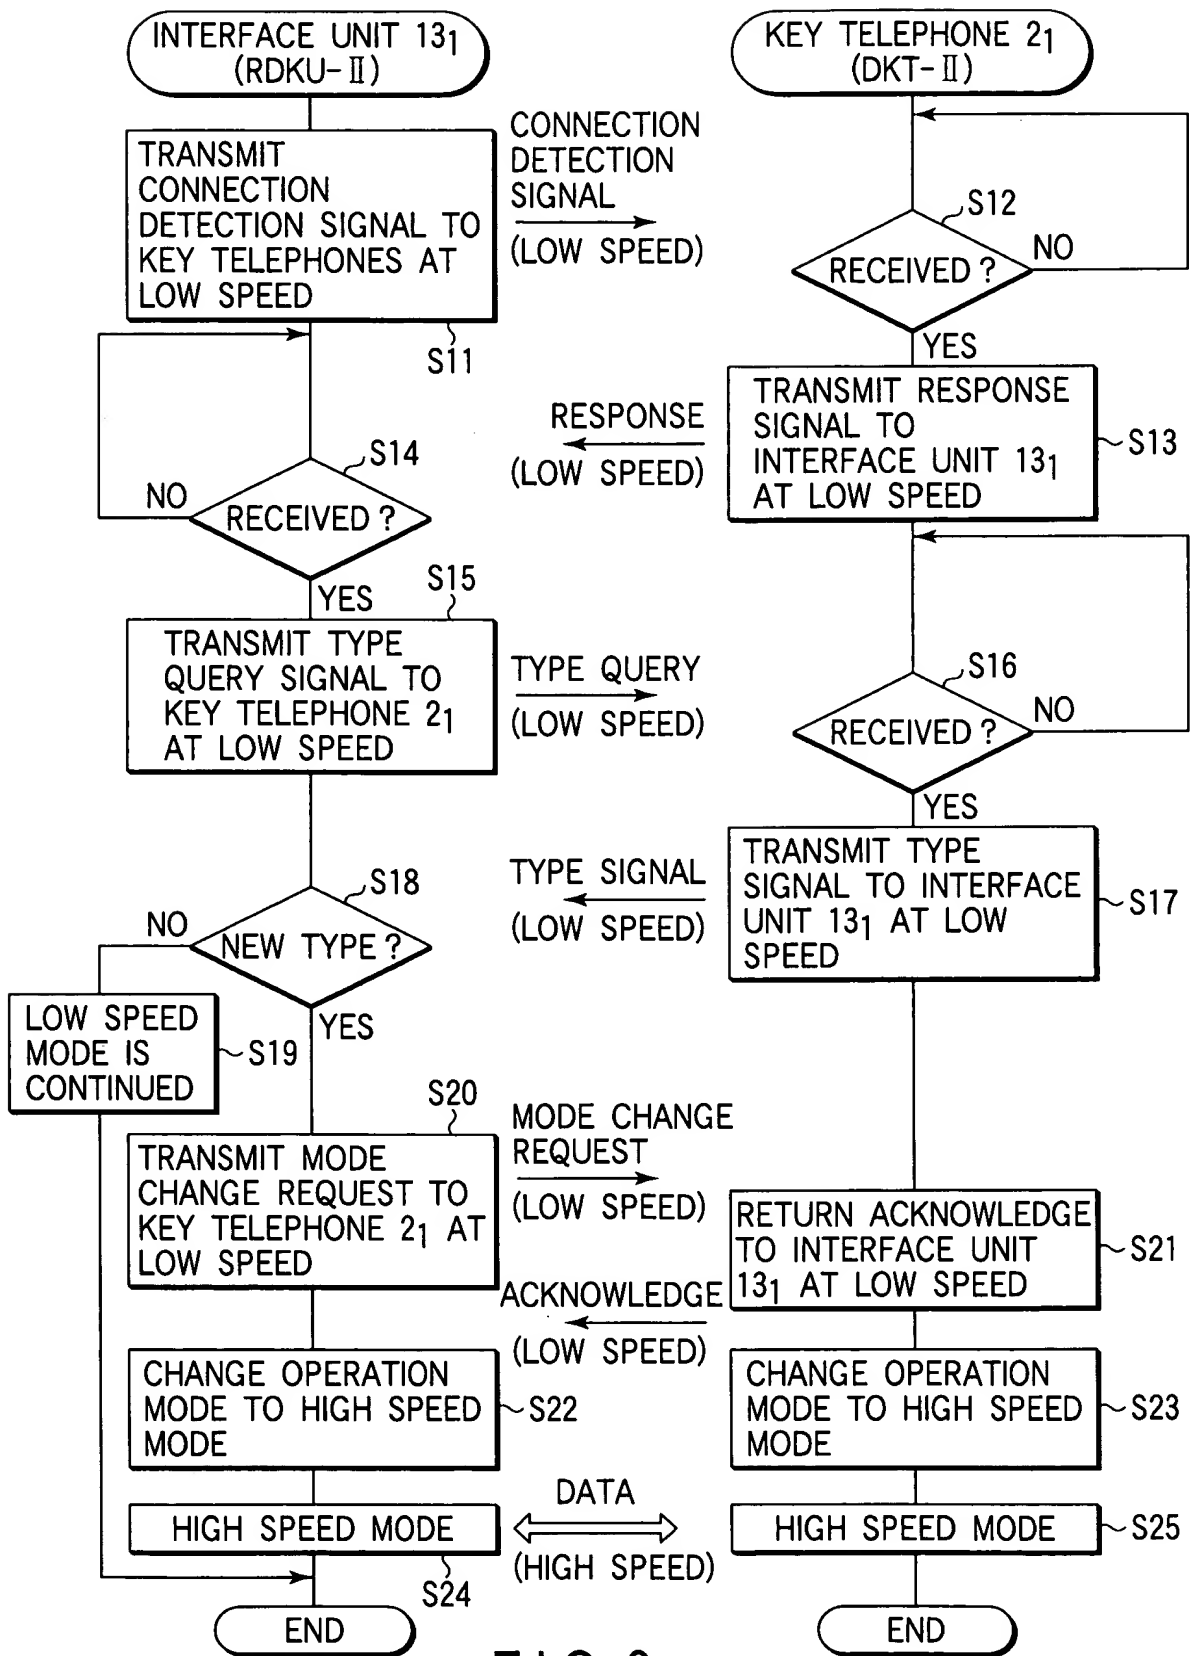 INTERFACE UNIT 13₁
(RDKU-Ⅱ)
TRANSMIT
CONNECTION
DETECTION SIGNAL TO
KEY TELEPHONES AT
LOW SPEED
S11
CONNECTION
DETECTION
SIGNAL
(LOW SPEED)
KEY TELEPHONE 2₁
(DKT-Ⅱ)
S12
RECEIVED ?
NO
YES
TRANSMIT RESPONSE
SIGNAL TO
INTERFACE UNIT 13₁
AT LOW SPEED
S13
RESPONSE
(LOW SPEED)
S14
NO
RECEIVED ?
YES
S15
TRANSMIT TYPE
QUERY SIGNAL TO
KEY TELEPHONE 2₁
AT LOW SPEED
TYPE QUERY
(LOW SPEED)
S16
RECEIVED ?
NO
YES
TRANSMIT TYPE
SIGNAL TO INTERFACE
UNIT 13₁ AT LOW
SPEED
S17
TYPE SIGNAL
(LOW SPEED)
S18
NO
NEW TYPE ?
YES
LOW SPEED
MODE IS
CONTINUED
S19
S20
TRANSMIT MODE
CHANGE REQUEST TO
KEY TELEPHONE 2₁ AT
LOW SPEED
MODE CHANGE
REQUEST
(LOW SPEED)
RETURN ACKNOWLEDGE
TO INTERFACE UNIT
13₁ AT LOW SPEED
S21
ACKNOWLEDGE
(LOW SPEED)
CHANGE OPERATION
MODE TO HIGH SPEED
MODE
S22
CHANGE OPERATION
MODE TO HIGH SPEED
MODE
S23
HIGH SPEED MODE
S24
DATA
(HIGH SPEED)
HIGH SPEED MODE
S25
END
END